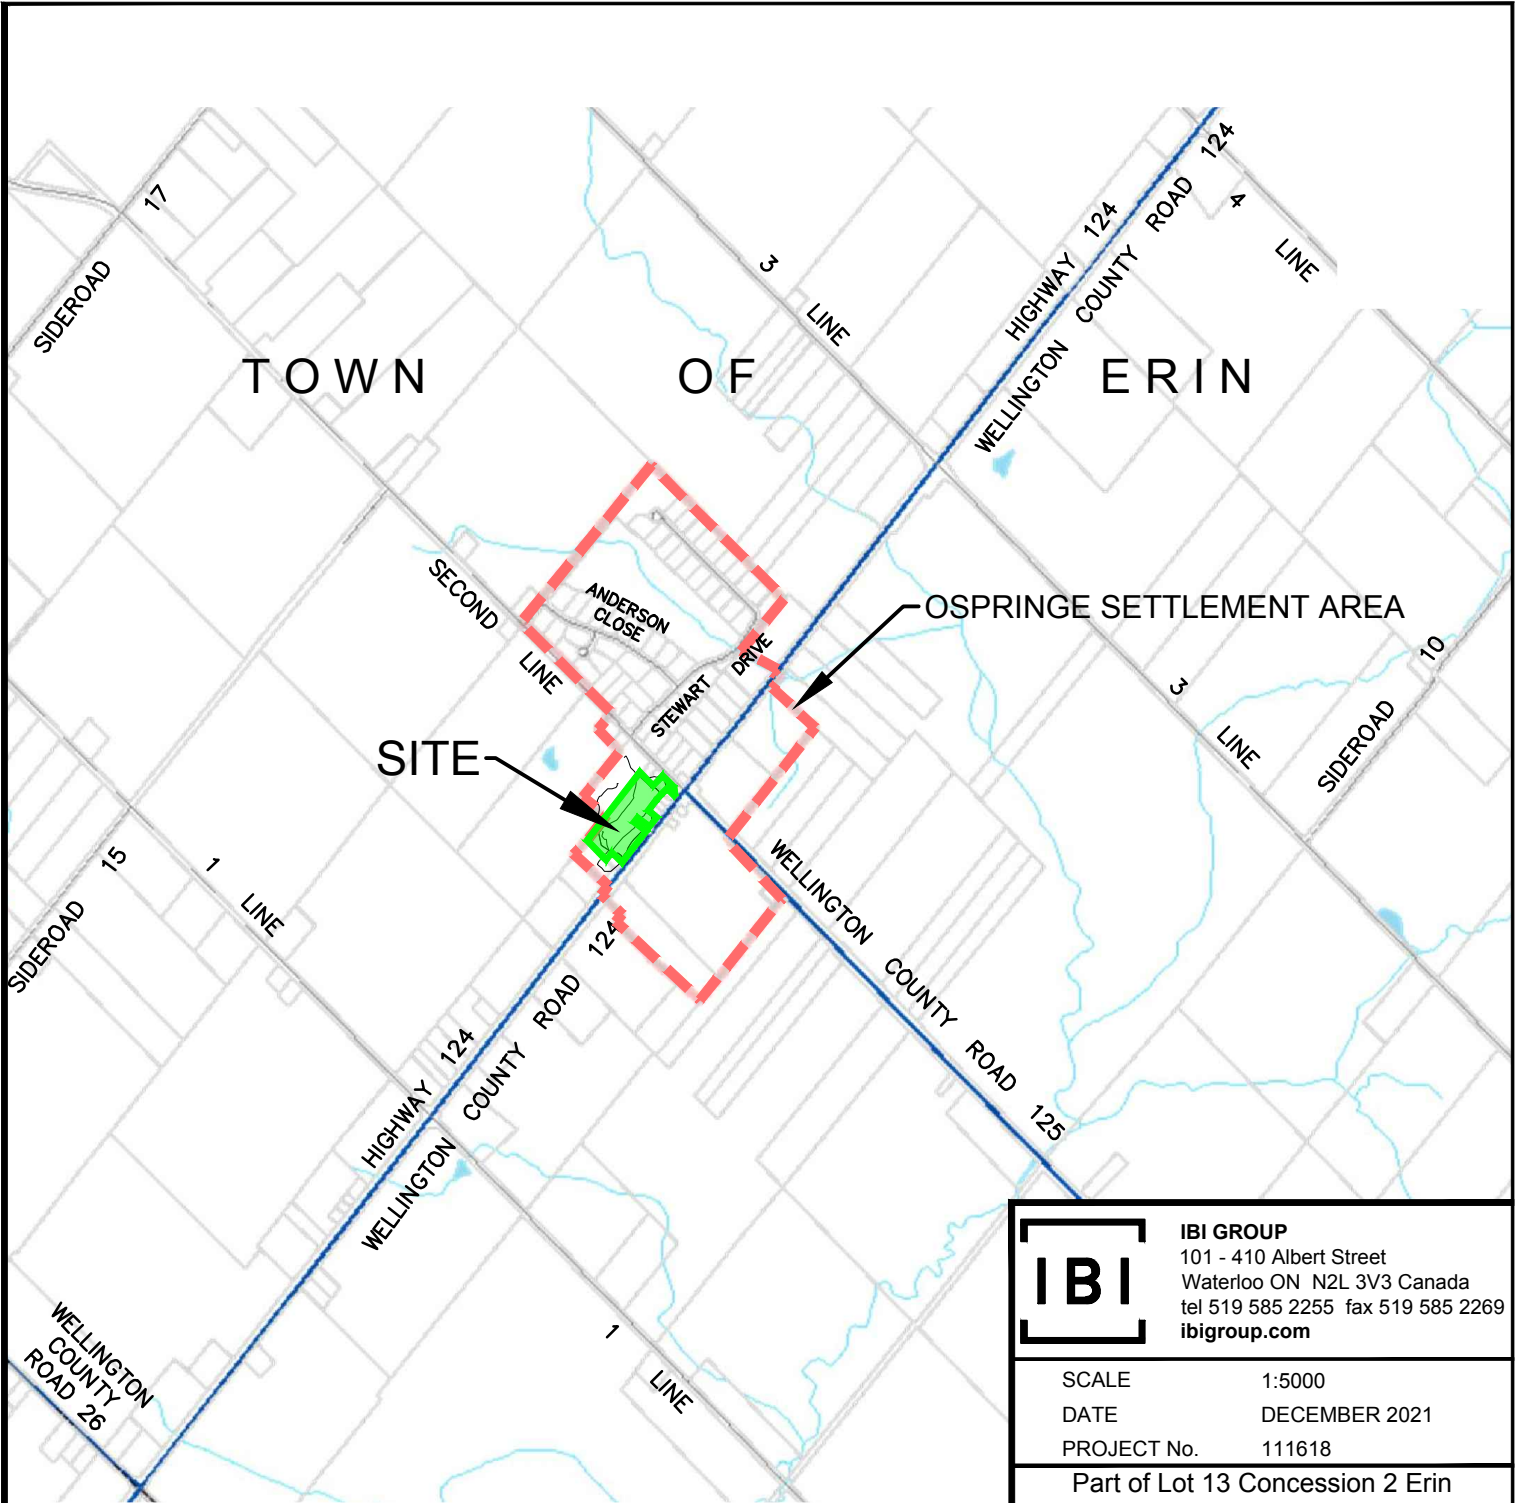 17
SIDEROAD
124
4
LINE
HIGHWAY 124
WELLINGTON COUNTY ROAD
3
LINE
TOWN OF ERIN
SECOND
LINE
ANDERSON
CLOSE
STEWART DRIVE
OSPRINGE SETTLEMENT AREA
SITE
10
SIDEROAD
3
LINE
15
SIDEROAD
1
LINE
WELLINGTON COUNTY ROAD 125
HIGHWAY 124
WELLINGTON COUNTY ROAD 124
WELLINGTON
COUNTY
ROAD 26
1
LINE
IBI
IBI GROUP
101 - 410 Albert Street
Waterloo ON N2L 3V3 Canada
tel 519 585 2255 fax 519 585 2269
ibigroup.com
SCALE 1:5000
DATE DECEMBER 2021
PROJECT No. 111618
Part of Lot 13 Concession 2 Erin